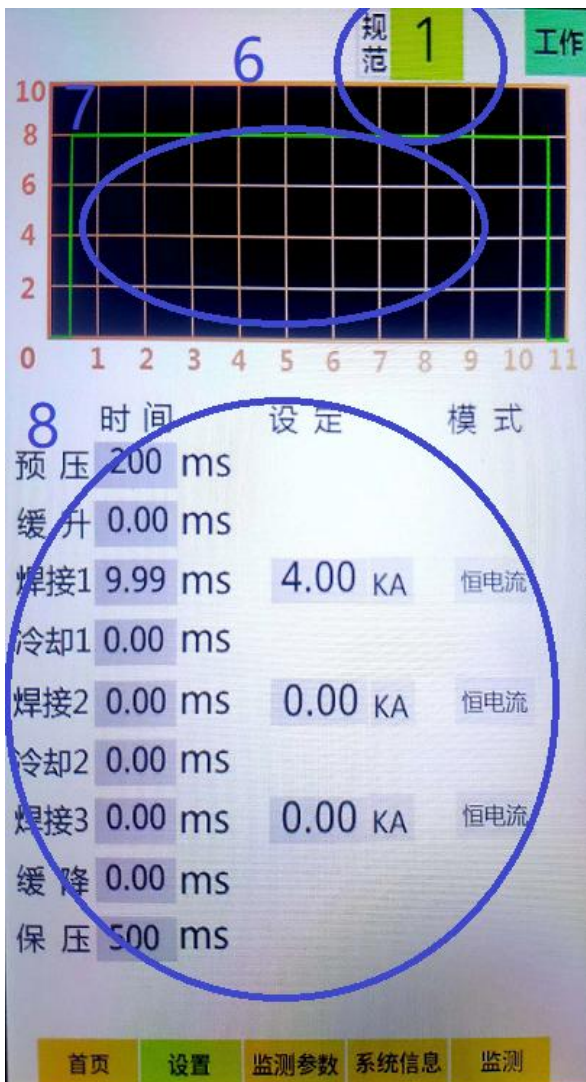 规范 1 工作
6
7
10
8
6
4
2
0 1 2 3 4 5 6 7 8 9 10 11
8
时间 设定 模式
预压 200 ms
缓升 0.00 ms
焊接1 9.99 ms 4.00 KA 恒电流
冷却1 0.00 ms
焊接2 0.00 ms 0.00 KA 恒电流
冷却2 0.00 ms
焊接3 0.00 ms 0.00 KA 恒电流
缓降 0.00 ms
保压 500 ms
首页 设置 监测参数 系统信息 监测